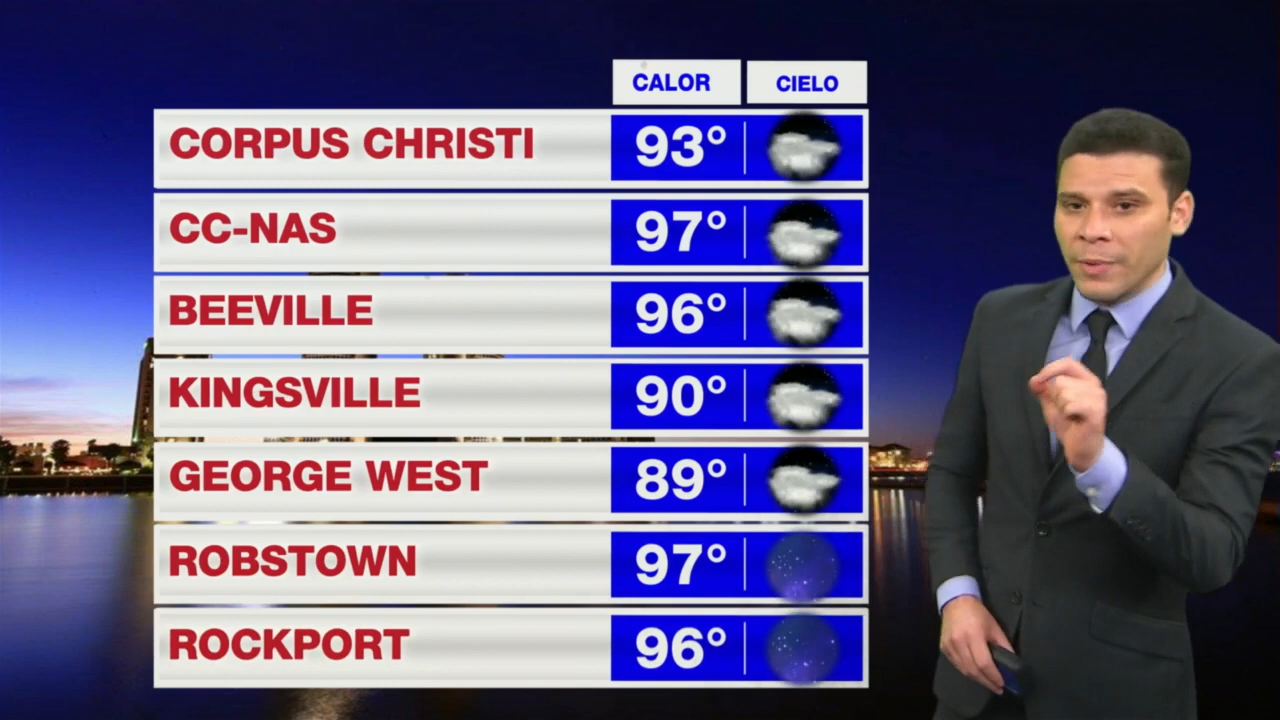 CALOR CIELO
CORPUS CHRISTI 93°
CC-NAS 97°
BEEVILLE 96°
KINGSVILLE 90°
GEORGE WEST 89°
ROBSTOWN 97°
ROCKPORT 96°